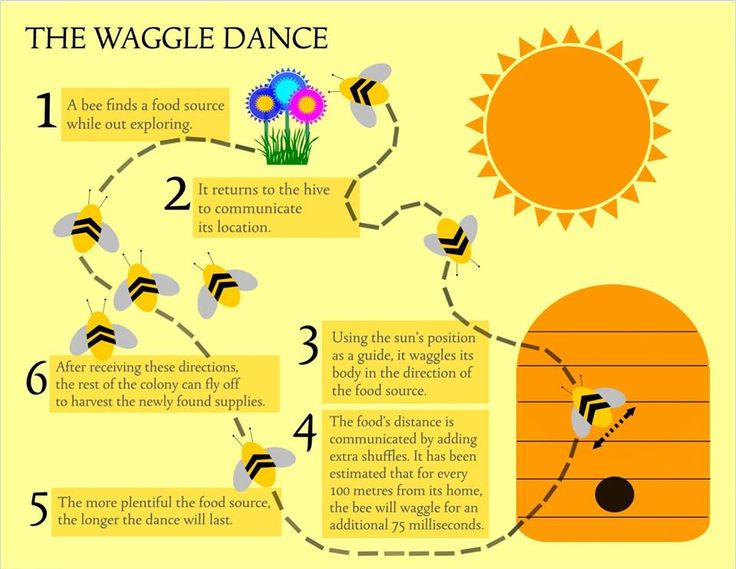 THE WAGGLE DANCE
1
A bee finds a food source
while out exploring.
2
It returns to the hive
to communicate
its location.
3
Using the sun's position
as a guide, it waggles its
body in the direction of
the food source.
4
The food's distance is
communicated by adding
extra shuffles. It has been
estimated that for every
100 metres from its home,
the bee will waggle for an
additional 75 milliseconds.
5
The more plentiful the food source,
the longer the dance will last.
6
After receiving these directions,
the rest of the colony can fly off
to harvest the newly found supplies.